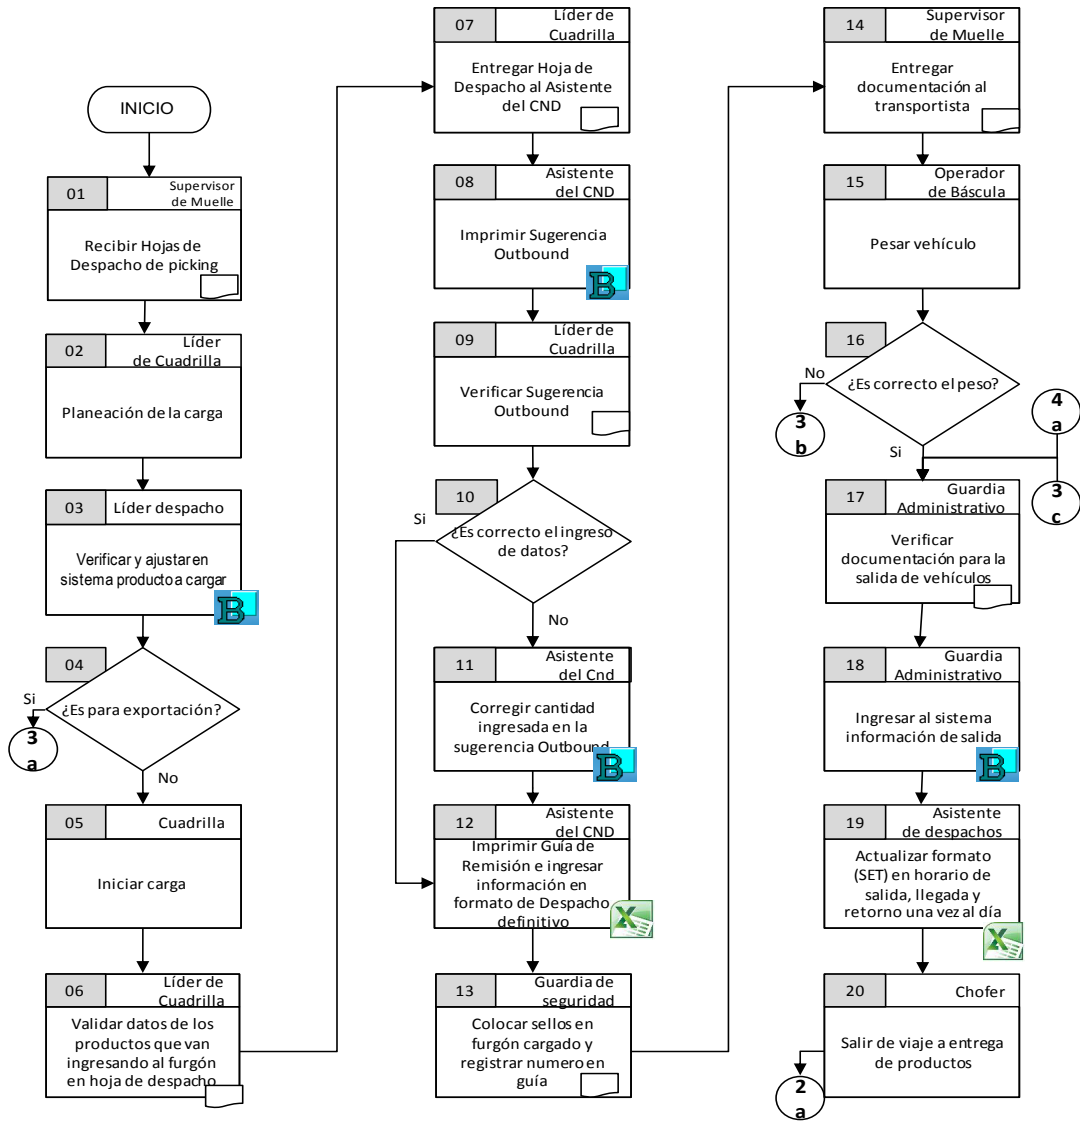 INICIO
01
Supervisor
de Muelle
Recibir Hojas de
Despacho de picking
02
Líder
de Cuadrilla
Planeación de la carga
03
Líder despacho
Verificar y ajustar en
sistema producto a cargar
B
04
¿Es para exportación?
Si
3
a
No
05
Cuadrilla
Iniciar carga
06
Líder de
Cuadrilla
Validar datos de los
productos que van
ingresando al furgón
en hoja de despacho
07
Líder de
Cuadrilla
Entregar Hoja de
Despacho al Asistente
del CND
08
Asistente
del CND
Imprimir Sugerencia
Outbound
B
09
Líder de
Cuadrilla
Verificar Sugerencia
Outbound
10
Si
¿Es correcto el ingreso
de datos?
No
11
Asistente
del Cnd
Corregir cantidad
ingresada en la
sugerencia Outbound
B
12
Asistente
del CND
Imprimir Guía de
Remisión e ingresar
información en
formato de Despacho
definitivo
X
13
Guardia de
seguridad
Colocar sellos en
furgón cargado y
registrar numero en
guía
14
Supervisor
de Muelle
Entregar
documentación al
transportista
15
Operador
de Báscula
Pesar vehículo
16
¿Es correcto el peso?
No
3
b
Si
4
a
3
c
17
Guardia
Administrativo
Verificar
documentación para la
salida de vehículos
18
Guardia
Administrativo
Ingresar al sistema
información de salida
B
19
Asistente
de despachos
Actualizar formato
(SET) en horario de
salida, llegada y
retorno una vez al día
X
20
Chofer
Salir de viaje a entrega
de productos
2
a